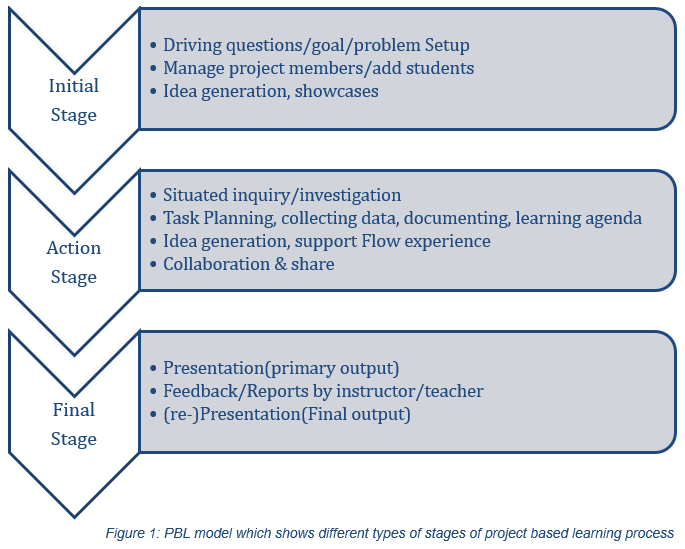 Initial
Stage
• Driving questions/goal/problem Setup
• Manage project members/add students
• Idea generation, showcases
Action
Stage
• Situated inquiry/investigation
• Task Planning, collecting data, documenting, learning agenda
• Idea generation, support Flow experience
• Collaboration & share
Final
Stage
• Presentation(primary output)
• Feedback/Reports by instructor/teacher
• (re-)Presentation(Final output)
Figure 1: PBL model which shows different types of stages of project based learning process